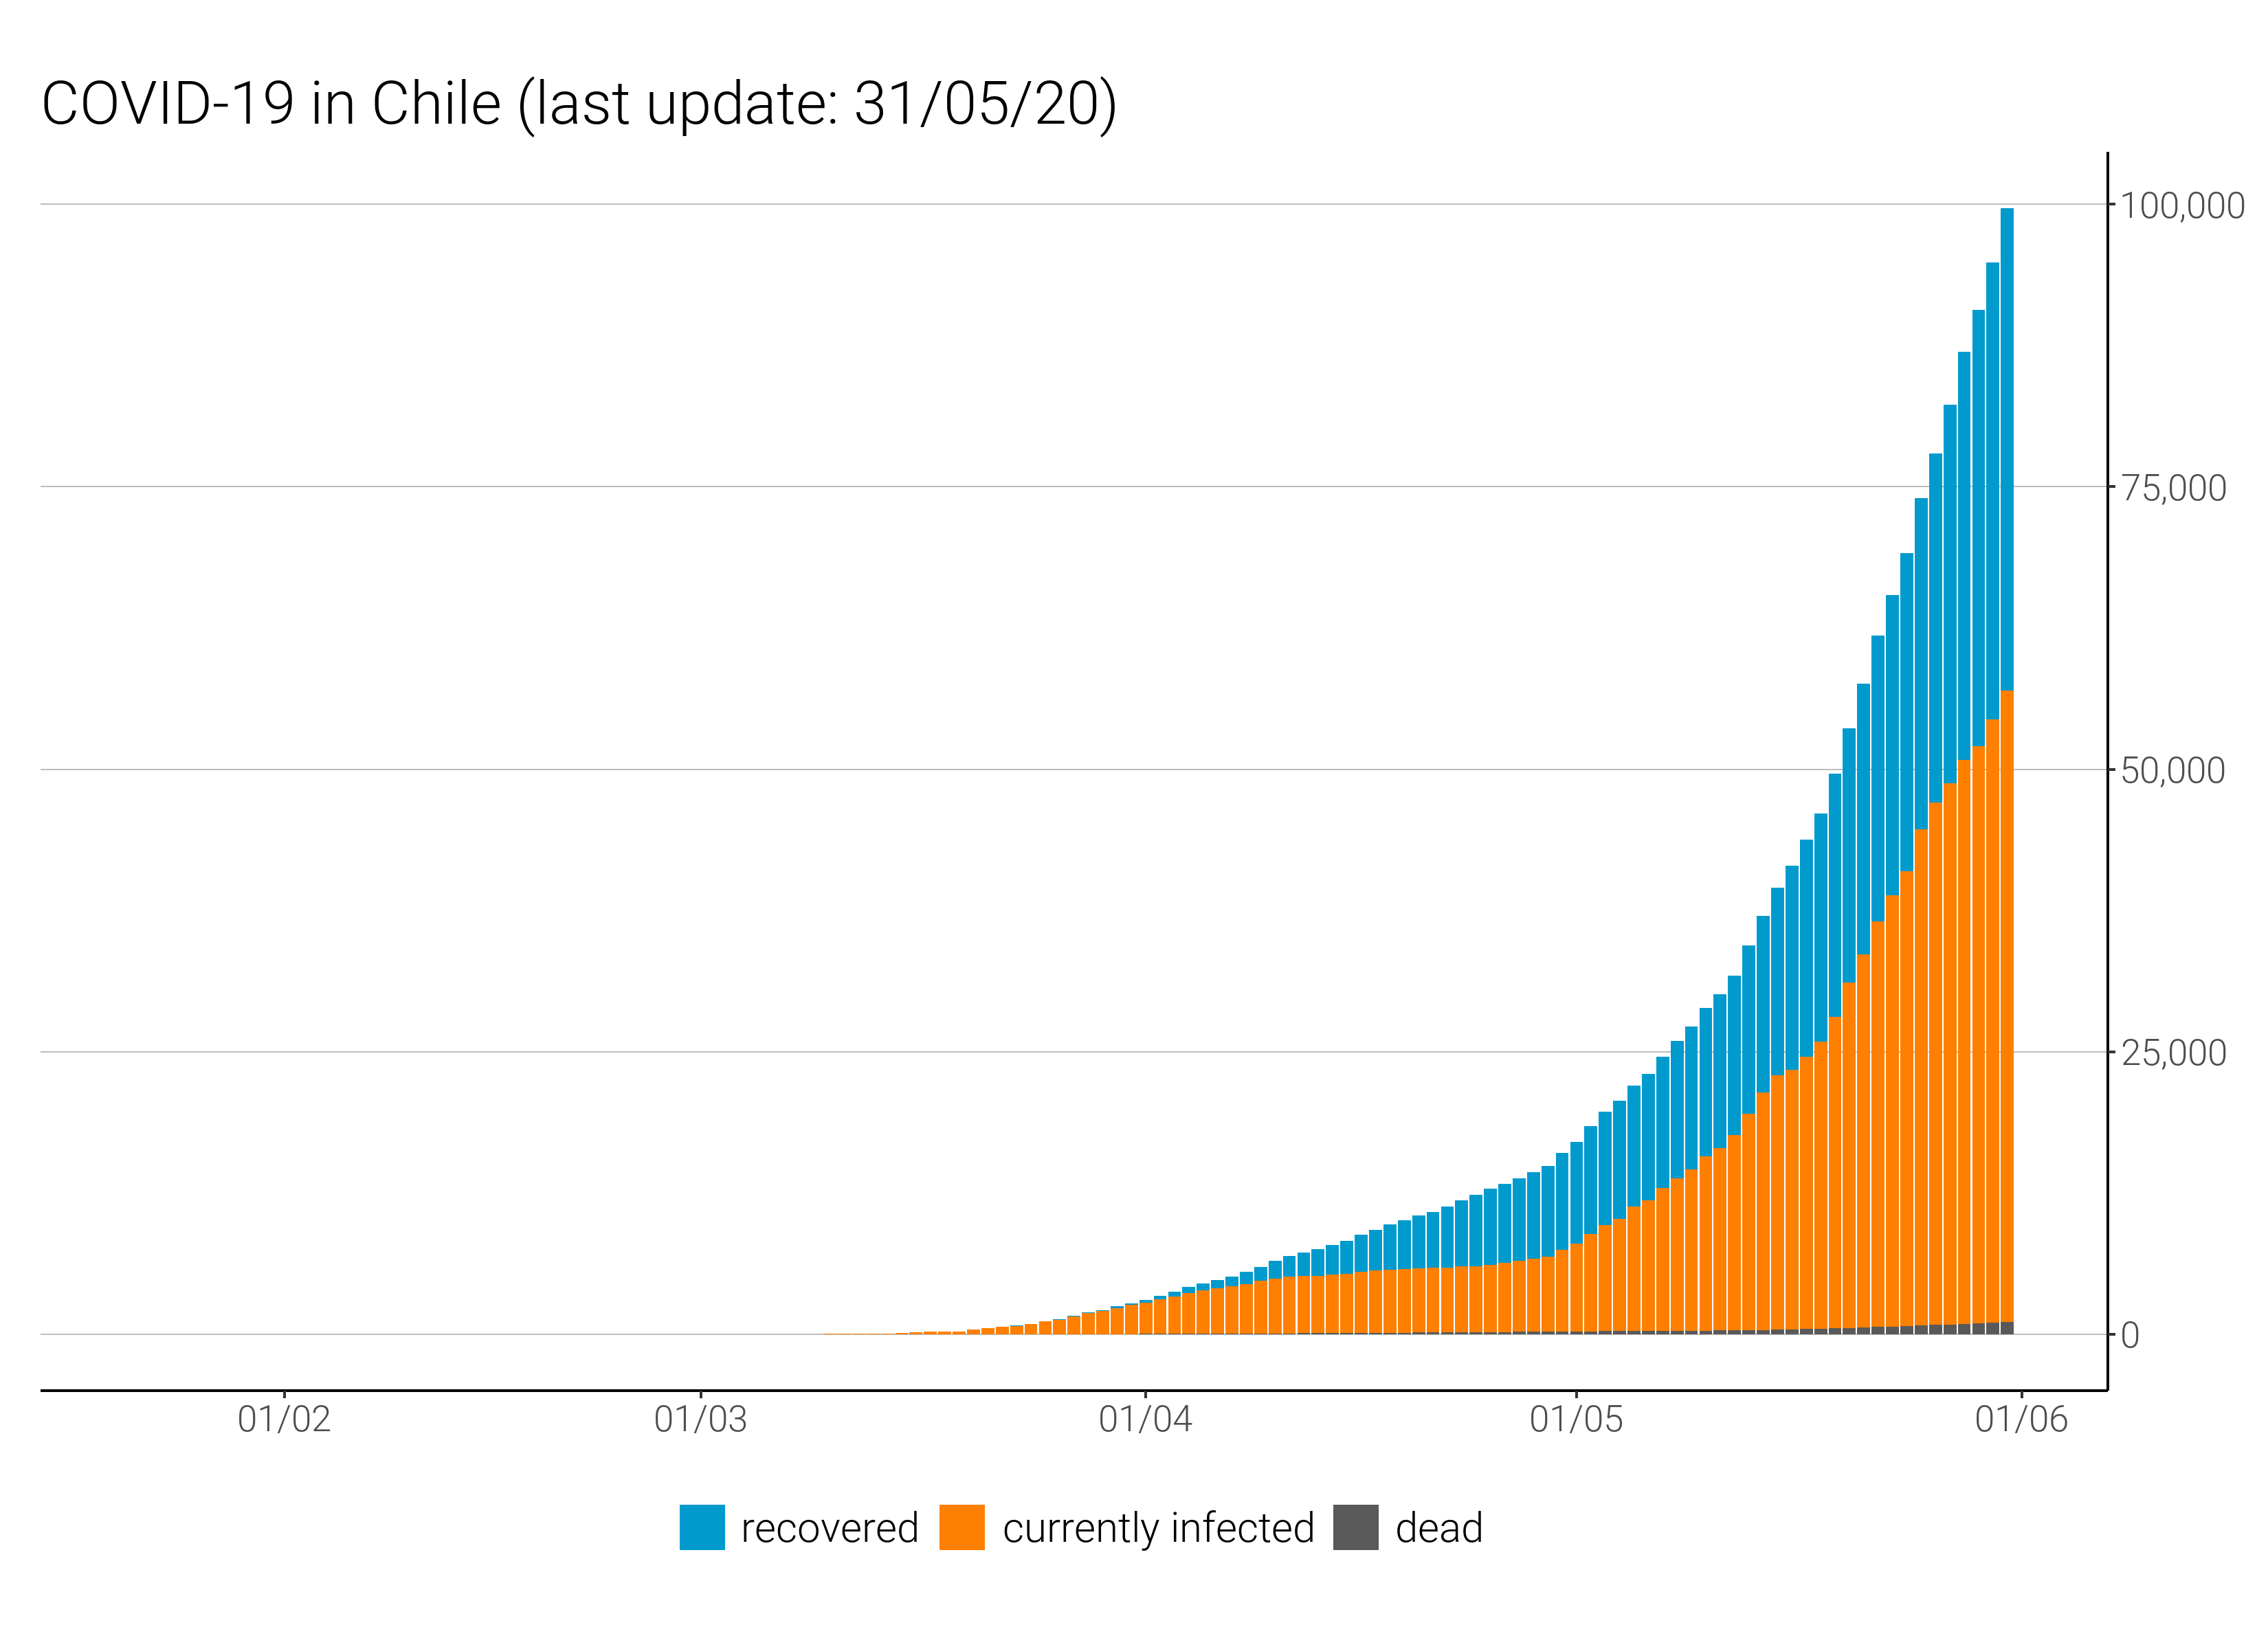 COVID-19 in Chile (last update: 31/05/20)
100,000
75,000
50,000
25,000
0
01/02 01/03 01/04 01/05 01/06
recovered currently infected dead